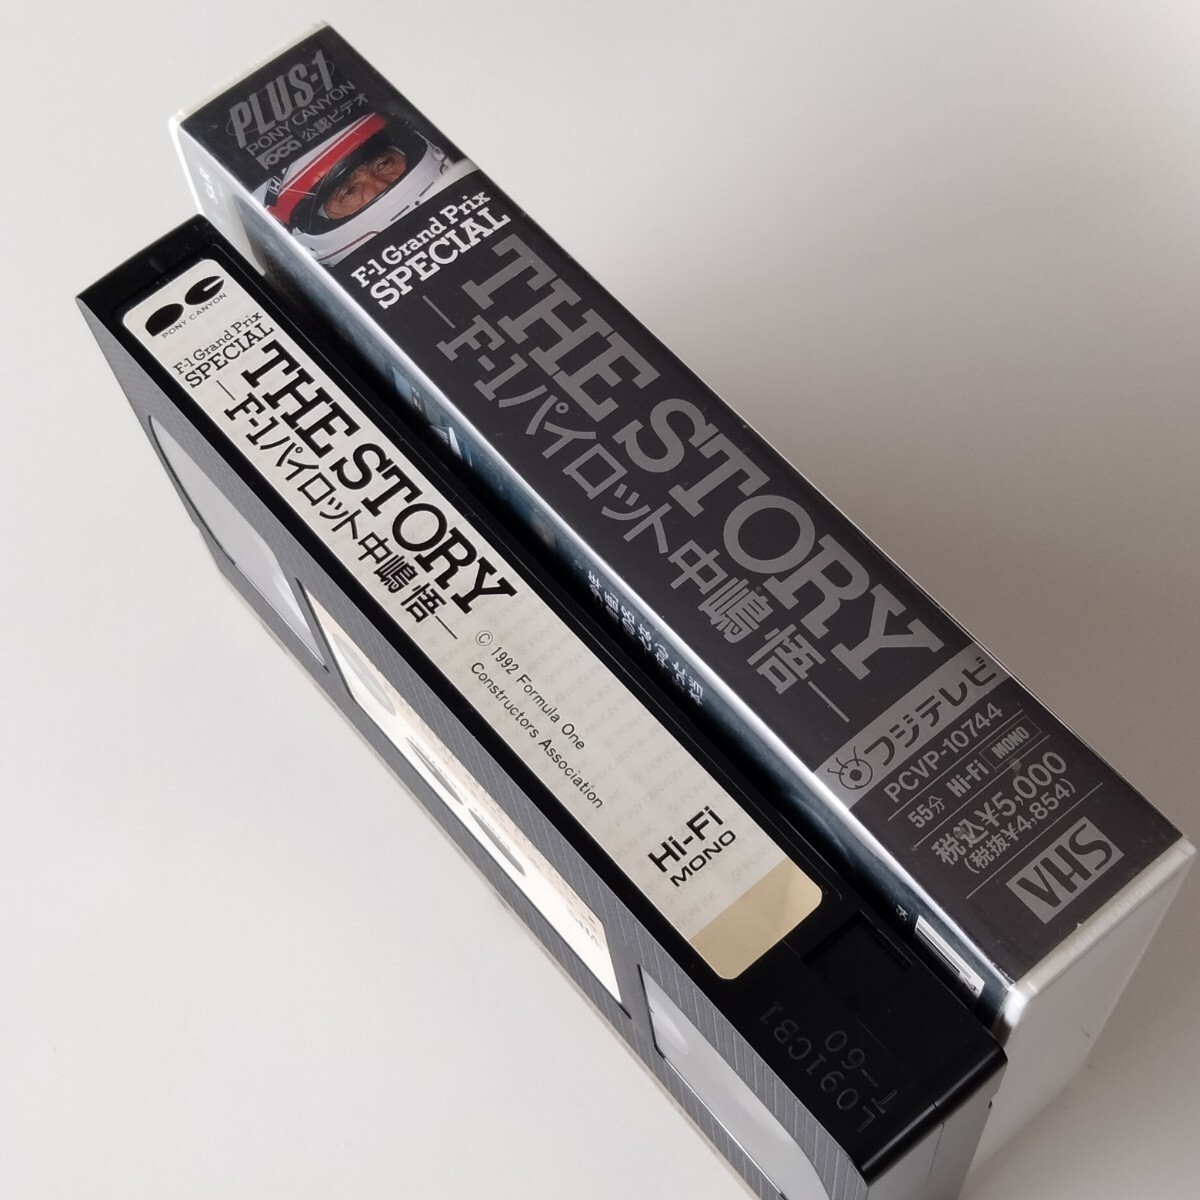 PLUS-1
PONY CANYON
FOCA 公認ビデオ
F-1 Grand Prix
SPECIAL
THE STORY
—F-1パイロット中嶋 悟—
フジテレビ
PCVP-10744
55分 Hi-Fi MONO
税込¥5,000
(税抜¥4,854)
VHS
PONY CANYON
F-1 Grand Prix
SPECIAL
THE STORY
—F-1パイロット中嶋 悟—
© 1992 Formula One
Constructors Association
Hi-Fi
MONO
L091CB1
T-60